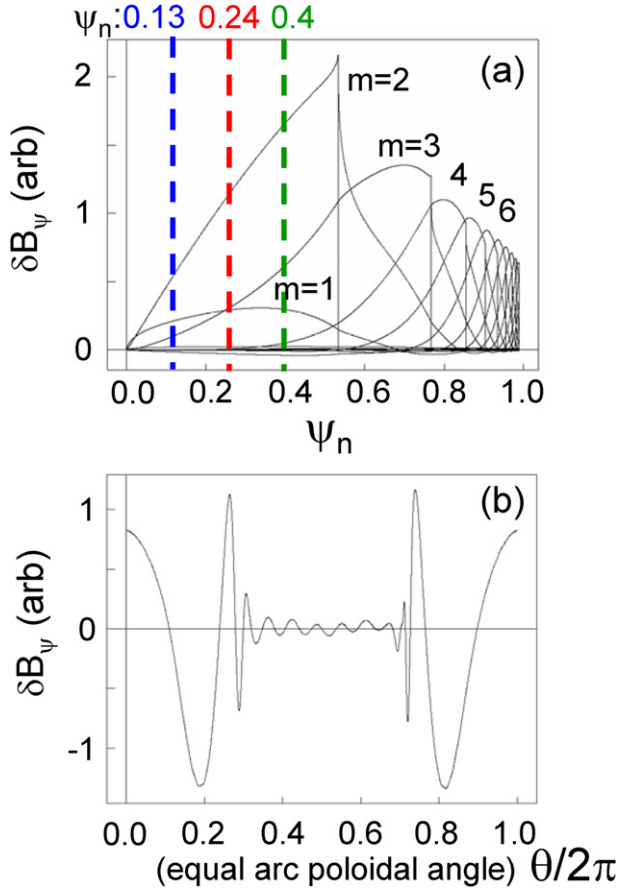 ψn:0.13 0.24 0.4
(a)
2
m=2
m=3
4
5
6
1
m=1
0
δBψ (arb)
0.0 0.2 0.4 0.6 0.8 1.0
ψn
(b)
1
0
-1
δBψ (arb)
0.0 0.2 0.4 0.6 0.8 1.0
(equal arc poloidal angle) θ/2π